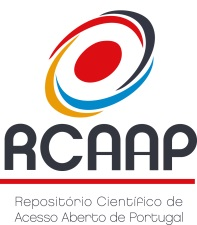 RCAAP
Repositório Científico de
Acesso Aberto de Portugal